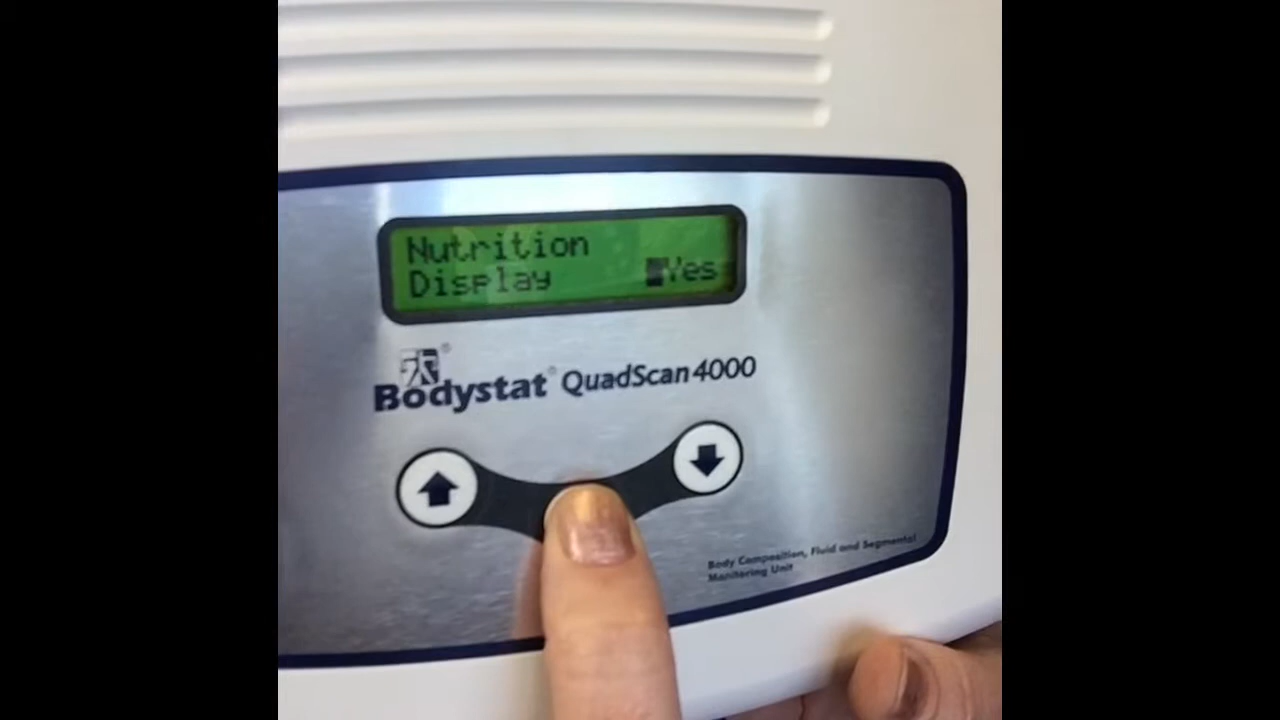 Nutrition
Display Yes
Bodystat® QuadScan 4000
Body Composition, Fluid and Segmental
Monitoring Unit